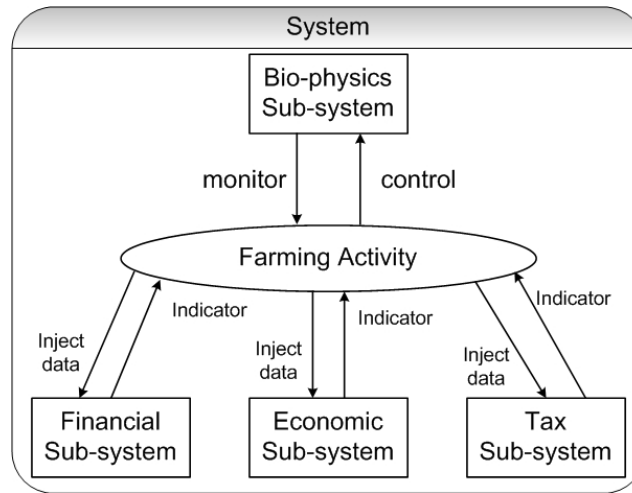 System
Bio-physics
Sub-system
monitor
control
Farming Activity
Inject
data
Indicator
Inject
data
Indicator
Inject
data
Indicator
Financial
Sub-system
Economic
Sub-system
Tax
Sub-system